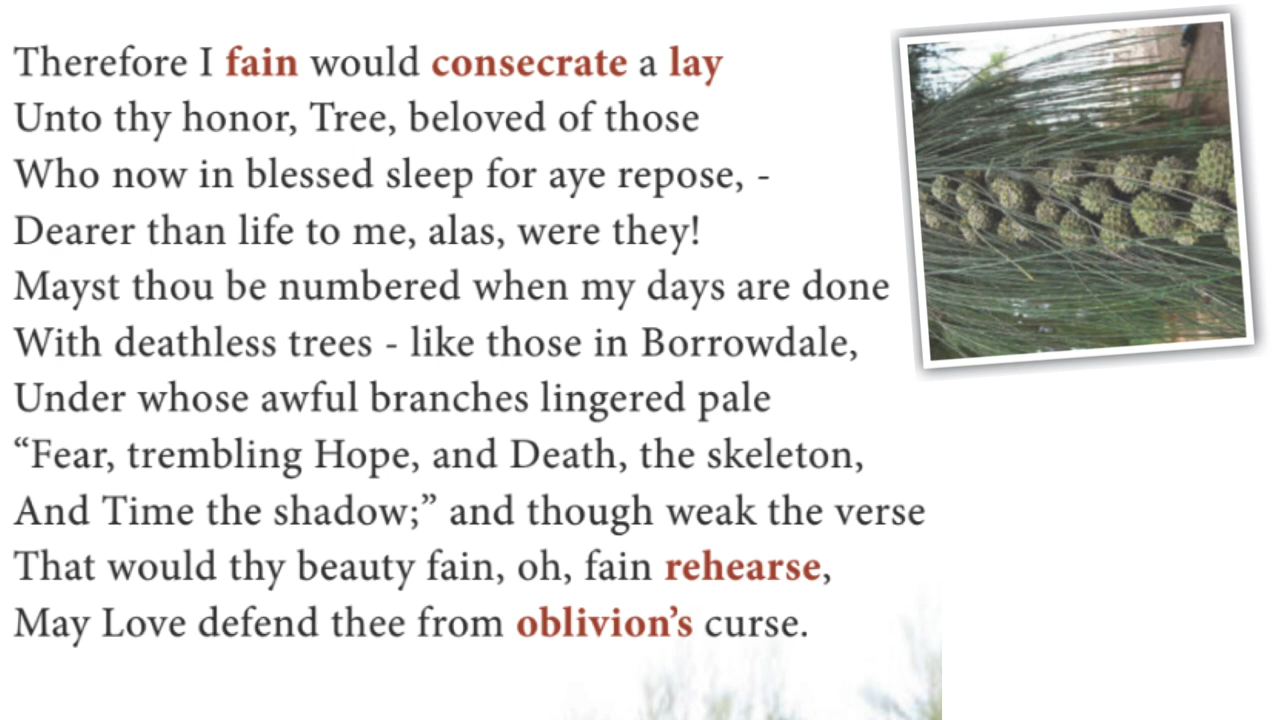 Therefore I fain would consecrate a lay
Unto thy honor, Tree, beloved of those
Who now in blessed sleep for aye repose, -
Dearer than life to me, alas, were they!
Mayst thou be numbered when my days are done
With deathless trees - like those in Borrowdale,
Under whose awful branches lingered pale
“Fear, trembling Hope, and Death, the skeleton,
And Time the shadow;” and though weak the verse
That would thy beauty fain, oh, fain rehearse,
May Love defend thee from oblivion’s curse.